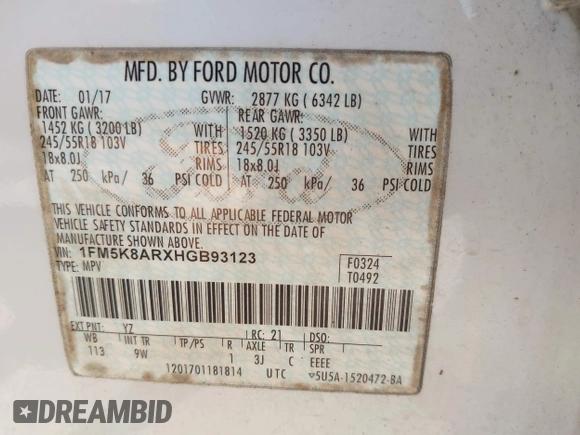 MFD. BY FORD MOTOR CO.
DATE: 01/17 GVWR: 2877 KG ( 6342 LB)
FRONT GAWR: REAR GAWR:
1452 KG ( 3200 LB) WITH 1520 KG ( 3350 LB) WITH
245/55R18 103V TIRES 245/55R18 103V TIRES
18x8.0J RIMS 18x8.0J RIMS
AT 250 kPa/ 36 PSI COLD AT 250 kPa/ 36 PSI COLD
THIS VEHICLE CONFORMS TO ALL APPLICABLE FEDERAL MOTOR
VEHICLE SAFETY STANDARDS IN EFFECT ON THE DATE OF
MANUFACTURE SHOWN ABOVE.
VIN: 1FM5K8ARXHGB93123
TYPE: MPV
F0324
T0492
EXT PNT: YZ RC: 21 DSO:
WB INT TR TP/PS R AXLE TR SPR
113 9W 1 3J C EEEE
1201701181814 UTC ▽5U5A-1520472-BA
DREAMBID